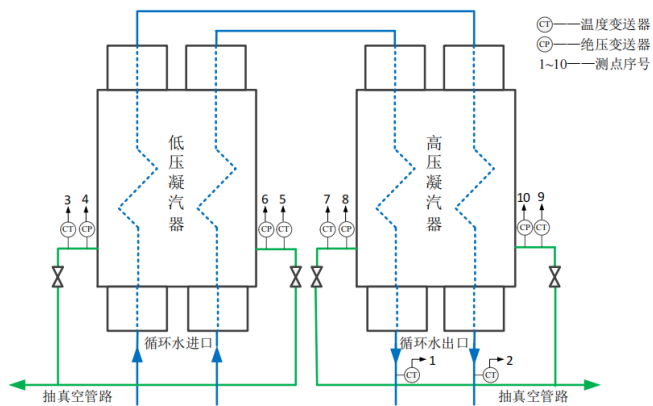 CT——温度变送器
CP——绝压变送器
1~10——测点序号
低压凝汽器
高压凝汽器
3 4
CT CP
6 5
CP CT
7 8
CT CP
10 9
CP CT
循环水进口
循环水出口
1
CT
2
CT
抽真空管路
抽真空管路